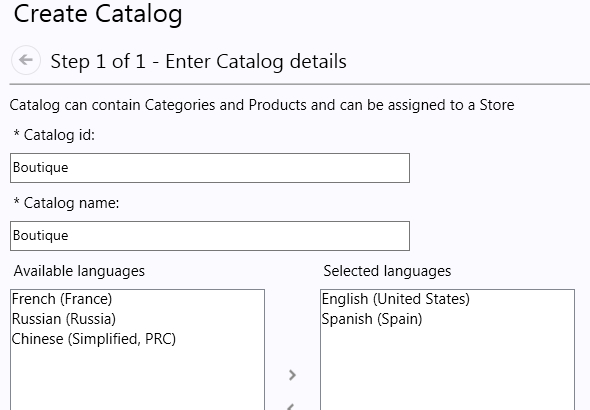 Create Catalog
Step 1 of 1 - Enter Catalog details
Catalog can contain Categories and Products and can be assigned to a Store
* Catalog id:
Boutique
* Catalog name:
Boutique
Available languages
French (France)
Russian (Russia)
Chinese (Simplified, PRC)
Selected languages
English (United States)
Spanish (Spain)